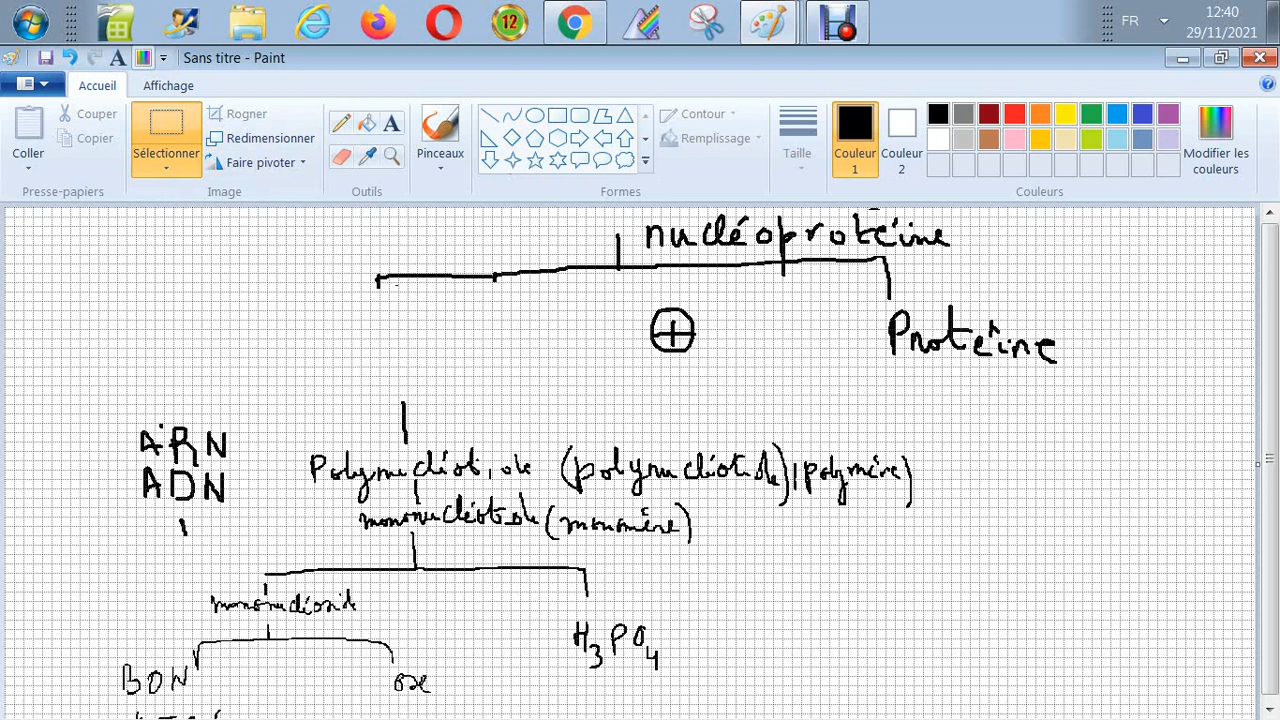 FR
12:40
29/11/2021
12
Sans titre - Paint
Accueil Affichage
Coller
Couper
Copier
Presse-papiers
Sélectionner
Rogner
Redimensionner
Faire pivoter
Image
Outils
Pinceaux
Contour
Remplissage
Formes
Taille
Couleur 1
Couleur 2
Modifier les couleurs
Couleurs
nucléoprotéine
Protéine
ARN
ADN
Polynucléotide (polynucléotide), polymère)
mononucléotide (monomère)
mononucléoside
H3PO4
BON
ose